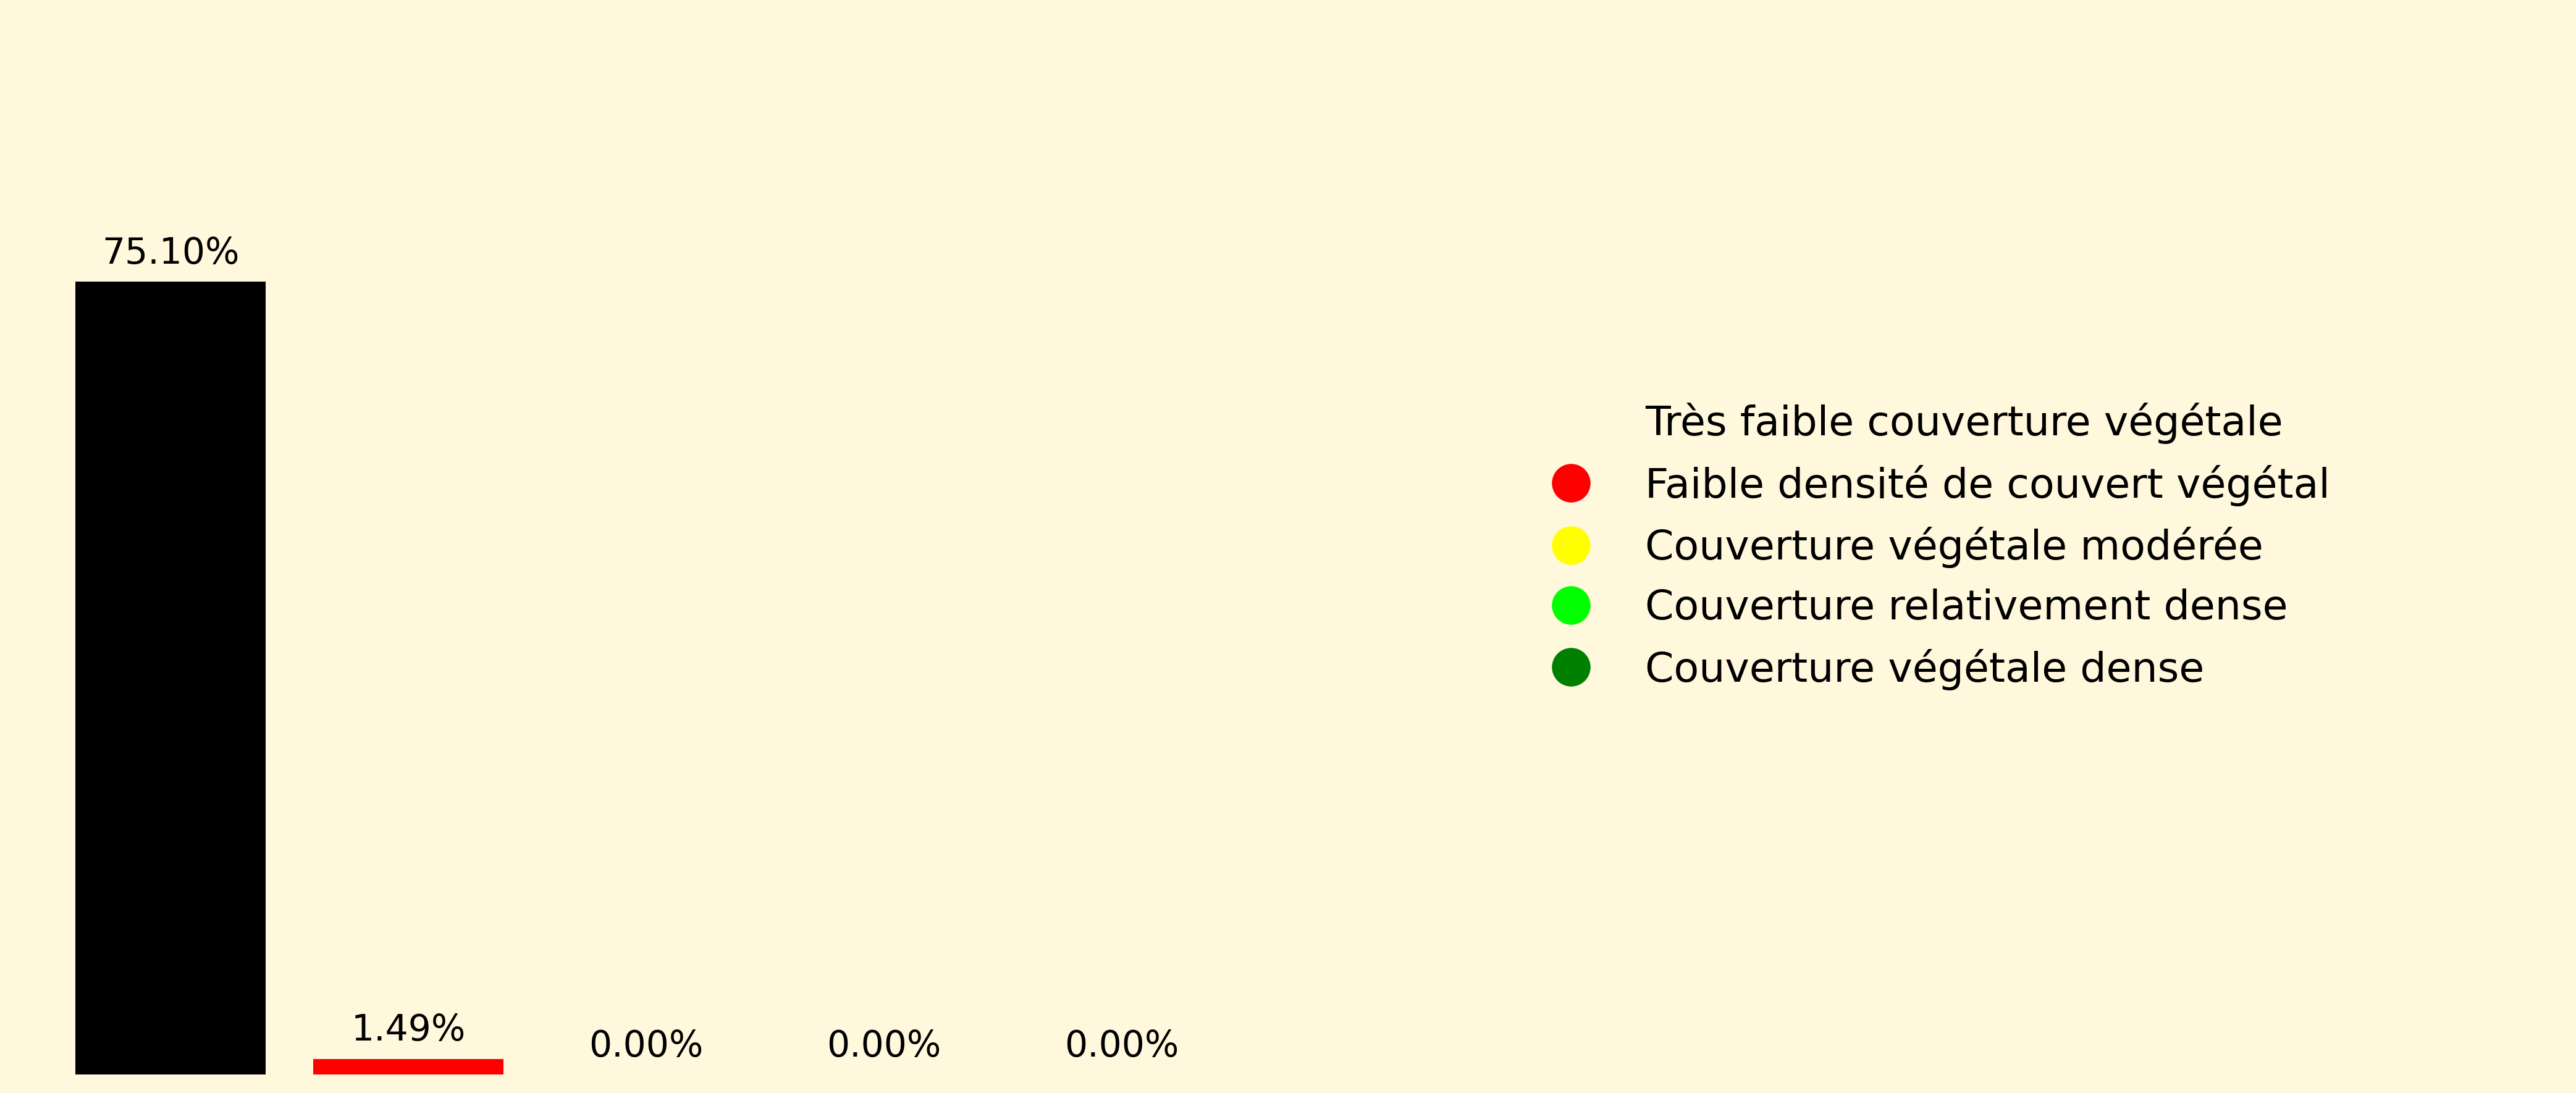 75.10%
1.49%
0.00%
0.00%
0.00%
Très faible couverture végétale
Faible densité de couvert végétal
Couverture végétale modérée
Couverture relativement dense
Couverture végétale dense